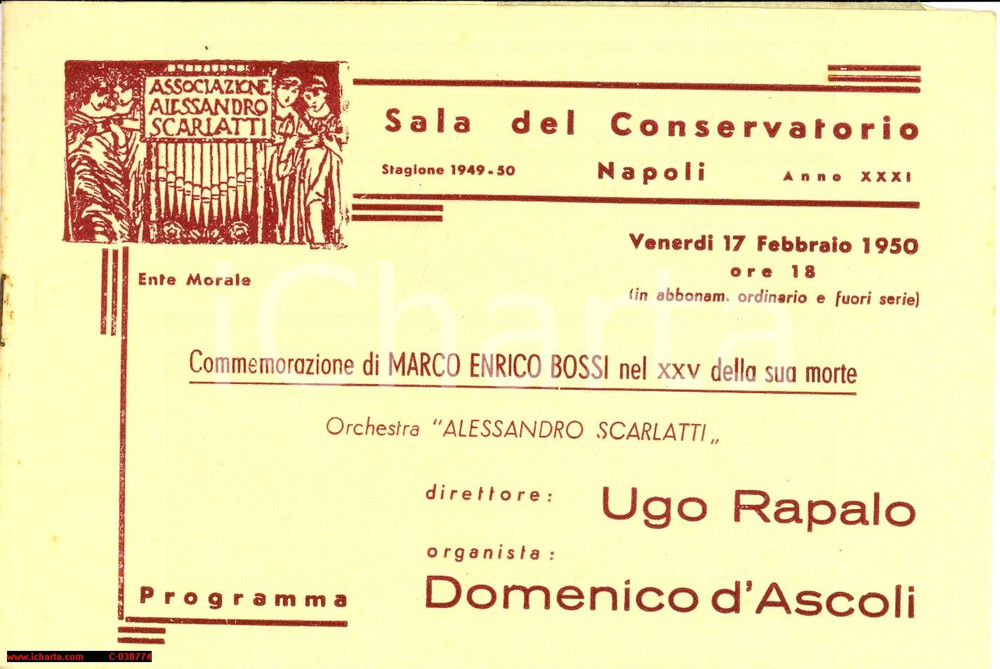 ASSOCIAZIONE
ALESSANDRO
SCARLATTI
Sala del Conservatorio
Stagione 1949-50 Napoli Anno XXXI
Venerdi 17 Febbraio 1950
ore 18
(in abbonam. ordinario e fuori serie)
Ente Morale
iCharta
Commemorazione di MARCO ENRICO BOSSI nel XXV della sua morte
Orchestra "ALESSANDRO SCARLATTI„
direttore: Ugo Rapalo
organista:
Domenico d'Ascoli
Programma
www.icharta.com C-038774